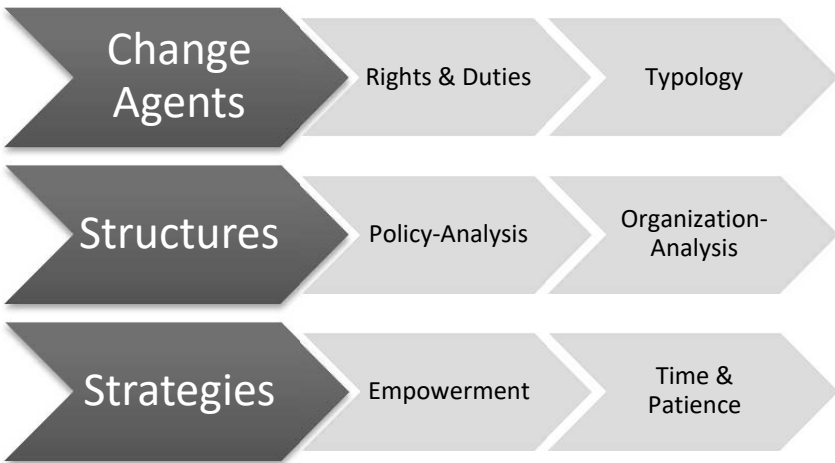 Change
Agents
Rights & Duties
Typology
Structures
Policy-Analysis
Organization-
Analysis
Strategies
Empowerment
Time &
Patience